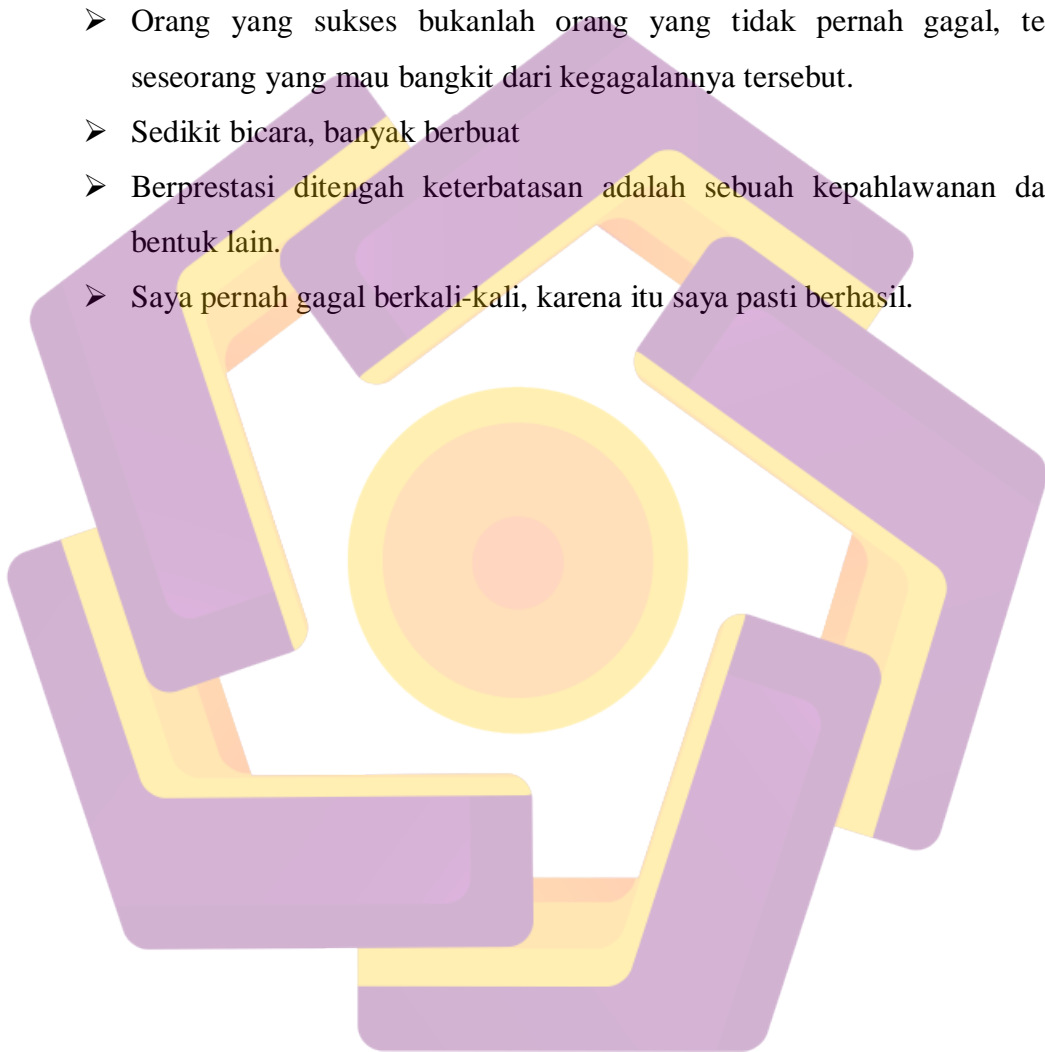 ➢ Orang yang sukses bukanlah orang yang tidak pernah gagal, te
seseorang yang mau bangkit dari kegagalannya tersebut.
➢ Sedikit bicara, banyak berbuat
➢ Berprestasi ditengah keterbatasan adalah sebuah kepahlawanan da
bentuk lain.
➢ Saya pernah gagal berkali-kali, karena itu saya pasti berhasil.